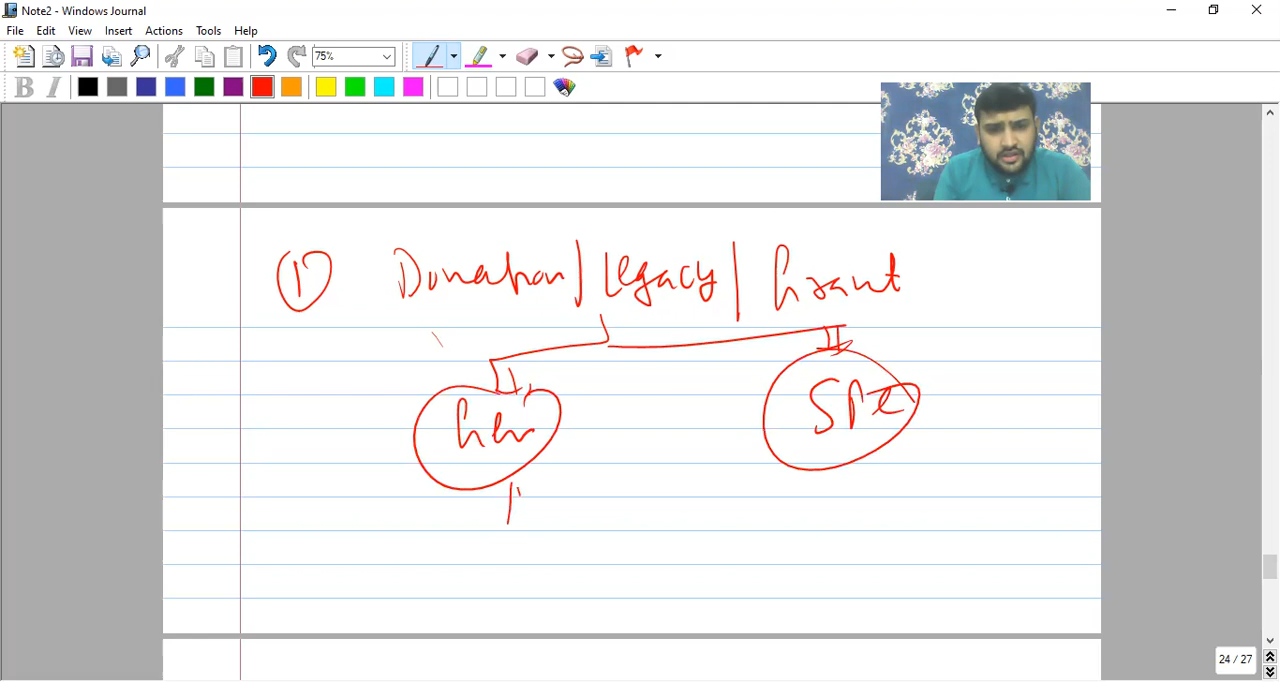 Note2 - Windows Journal
File Edit View Insert Actions Tools Help
75%
B I
① Donation | Legacy | Grant
Gen
Spe
24 / 27